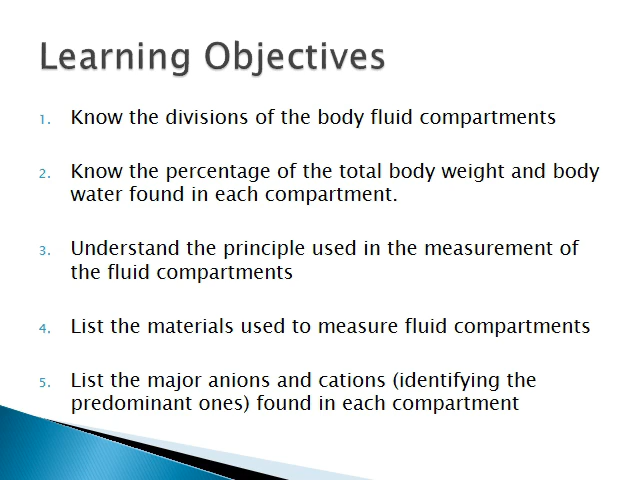 Learning Objectives
1. Know the divisions of the body fluid compartments
2. Know the percentage of the total body weight and body
water found in each compartment.
3. Understand the principle used in the measurement of
the fluid compartments
4. List the materials used to measure fluid compartments
5. List the major anions and cations (identifying the
predominant ones) found in each compartment